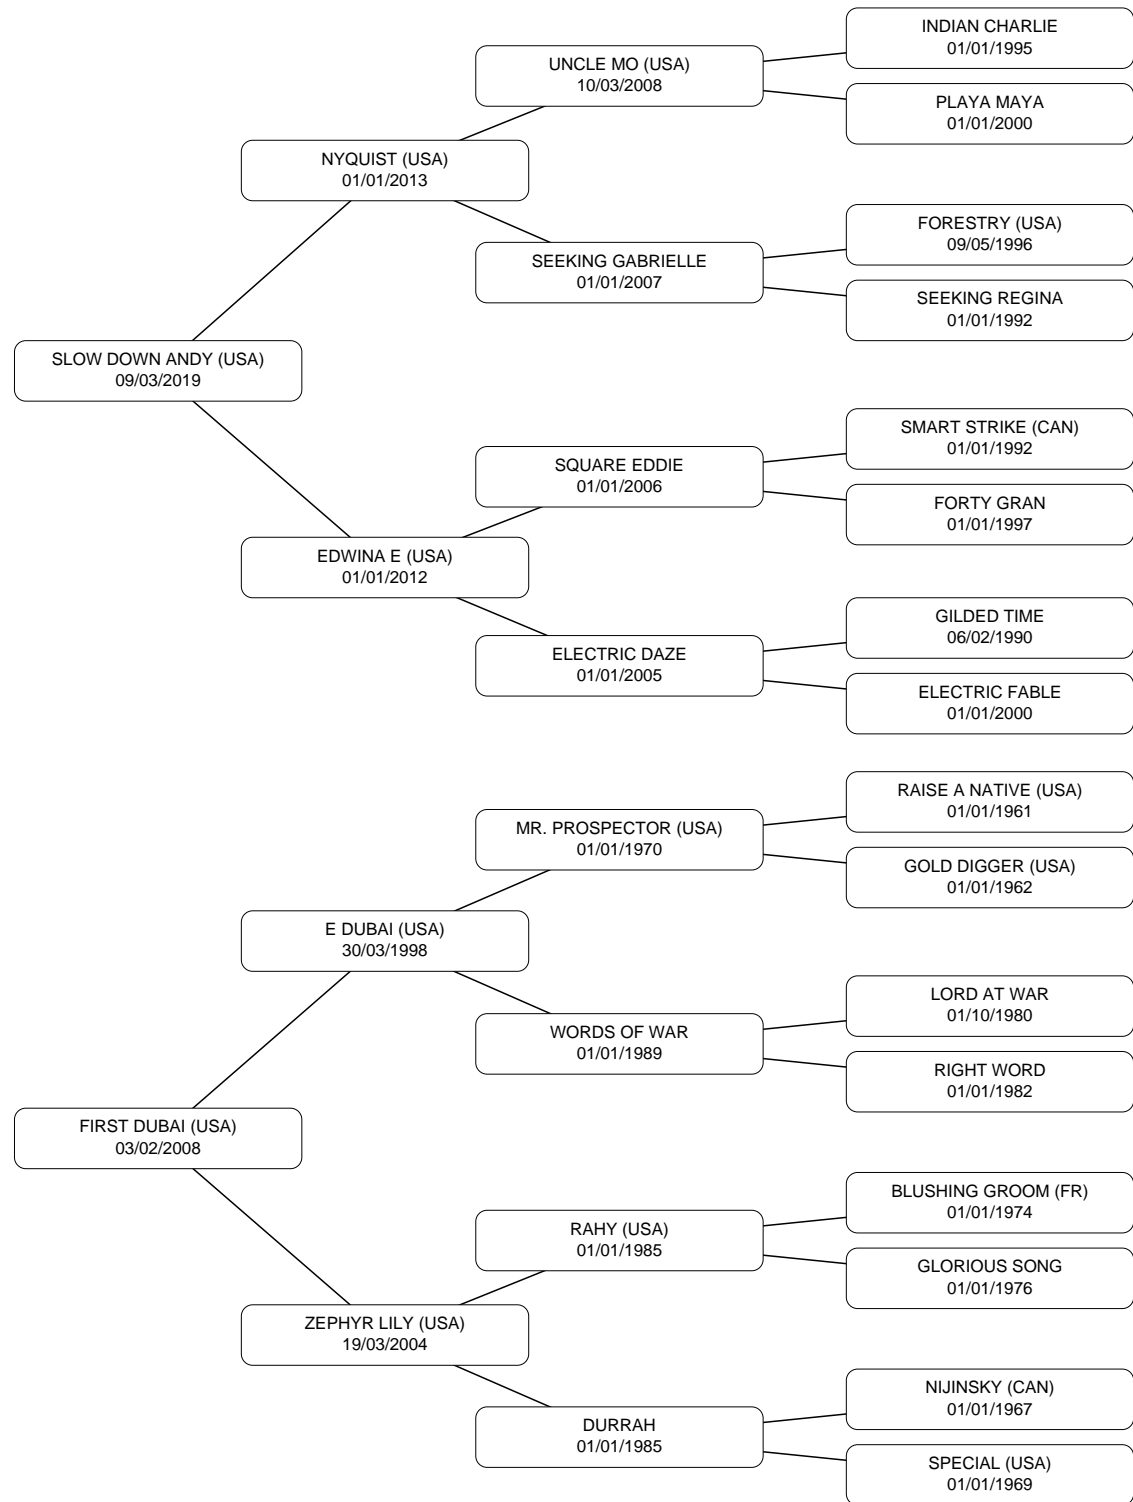 INDIAN CHARLIE
01/01/1995
UNCLE MO (USA)
10/03/2008
PLAYA MAYA
01/01/2000
NYQUIST (USA)
01/01/2013
FORESTRY (USA)
09/05/1996
SEEKING GABRIELLE
01/01/2007
SEEKING REGINA
01/01/1992
SLOW DOWN ANDY (USA)
09/03/2019
SMART STRIKE (CAN)
01/01/1992
SQUARE EDDIE
01/01/2006
FORTY GRAN
01/01/1997
EDWINA E (USA)
01/01/2012
GILDED TIME
06/02/1990
ELECTRIC DAZE
01/01/2005
ELECTRIC FABLE
01/01/2000
RAISE A NATIVE (USA)
01/01/1961
MR. PROSPECTOR (USA)
01/01/1970
GOLD DIGGER (USA)
01/01/1962
E DUBAI (USA)
30/03/1998
LORD AT WAR
01/10/1980
WORDS OF WAR
01/01/1989
RIGHT WORD
01/01/1982
FIRST DUBAI (USA)
03/02/2008
BLUSHING GROOM (FR)
01/01/1974
RAHY (USA)
01/01/1985
GLORIOUS SONG
01/01/1976
ZEPHYR LILY (USA)
19/03/2004
NIJINSKY (CAN)
01/01/1967
DURRAH
01/01/1985
SPECIAL (USA)
01/01/1969